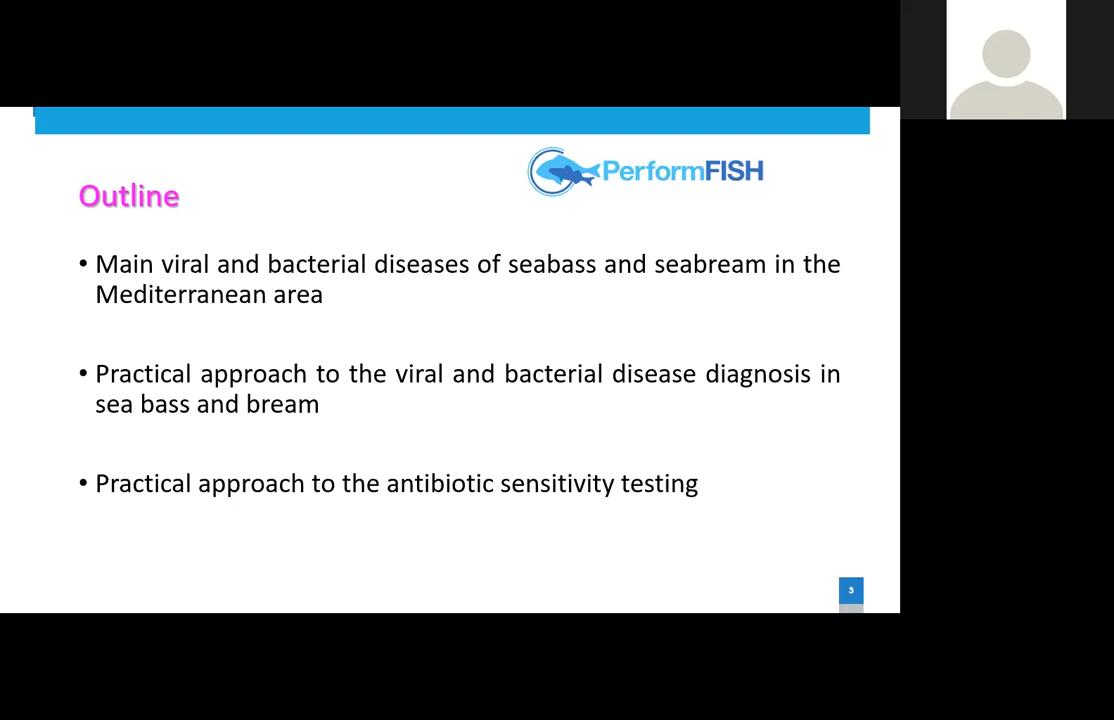 PerformFISH
Outline
• Main viral and bacterial diseases of seabass and seabream in the
Mediterranean area
• Practical approach to the viral and bacterial disease diagnosis in
sea bass and bream
• Practical approach to the antibiotic sensitivity testing
3